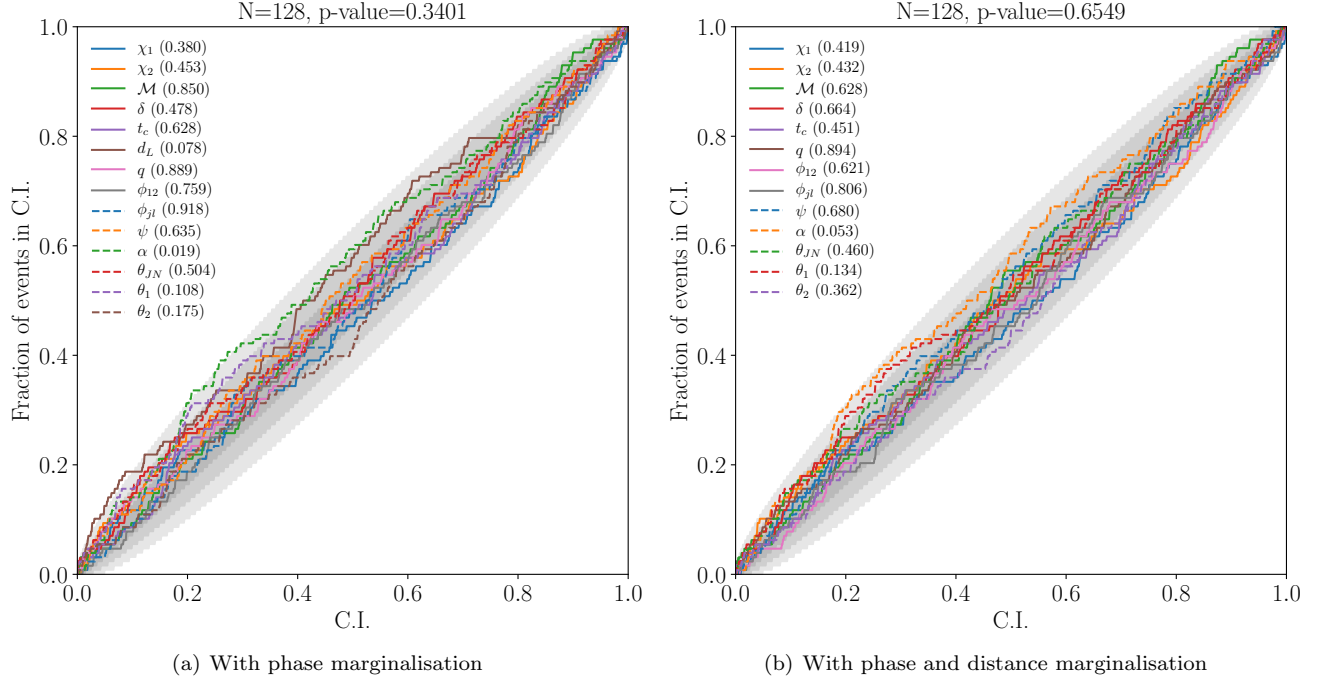 N=128, p-value=0.3401
1.0
0.8
0.6
0.4
0.2
0.0
Fraction of events in C.I.
χ₁ (0.380)
χ₂ (0.453)
ℳ (0.850)
δ (0.478)
t_c (0.628)
d_L (0.078)
q (0.889)
ϕ₁₂ (0.759)
ϕ_jl (0.918)
ψ (0.635)
α (0.019)
θ_JN (0.504)
θ₁ (0.108)
θ₂ (0.175)
0.0 0.2 0.4 0.6 0.8 1.0
C.I.
(a) With phase marginalisation
N=128, p-value=0.6549
1.0
0.8
0.6
0.4
0.2
0.0
Fraction of events in C.I.
χ₁ (0.419)
χ₂ (0.432)
ℳ (0.628)
δ (0.664)
t_c (0.451)
q (0.894)
ϕ₁₂ (0.621)
ϕ_jl (0.806)
ψ (0.680)
α (0.053)
θ_JN (0.460)
θ₁ (0.134)
θ₂ (0.362)
0.0 0.2 0.4 0.6 0.8 1.0
C.I.
(b) With phase and distance marginalisation